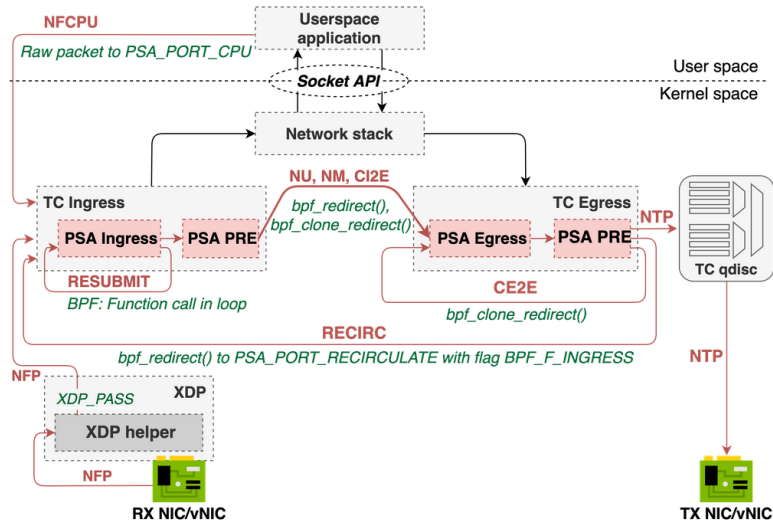 NFCPU
Userspace
application
Raw packet to PSA_PORT_CPU
User space
Socket API
Kernel space
Network stack
NU, NM, CI2E
TC Ingress
TC Egress
bpf_redirect(),
bpf_clone_redirect()
NTP
PSA Ingress
PSA PRE
PSA Egress
PSA PRE
TC qdisc
RESUBMIT
CE2E
BPF: Function call in loop
bpf_clone_redirect()
RECIRC
bpf_redirect() to PSA_PORT_RECIRCULATE with flag BPF_F_INGRESS
NTP
NFP
XDP
XDP_PASS
XDP helper
NFP
RX NIC/vNIC
TX NIC/vNIC